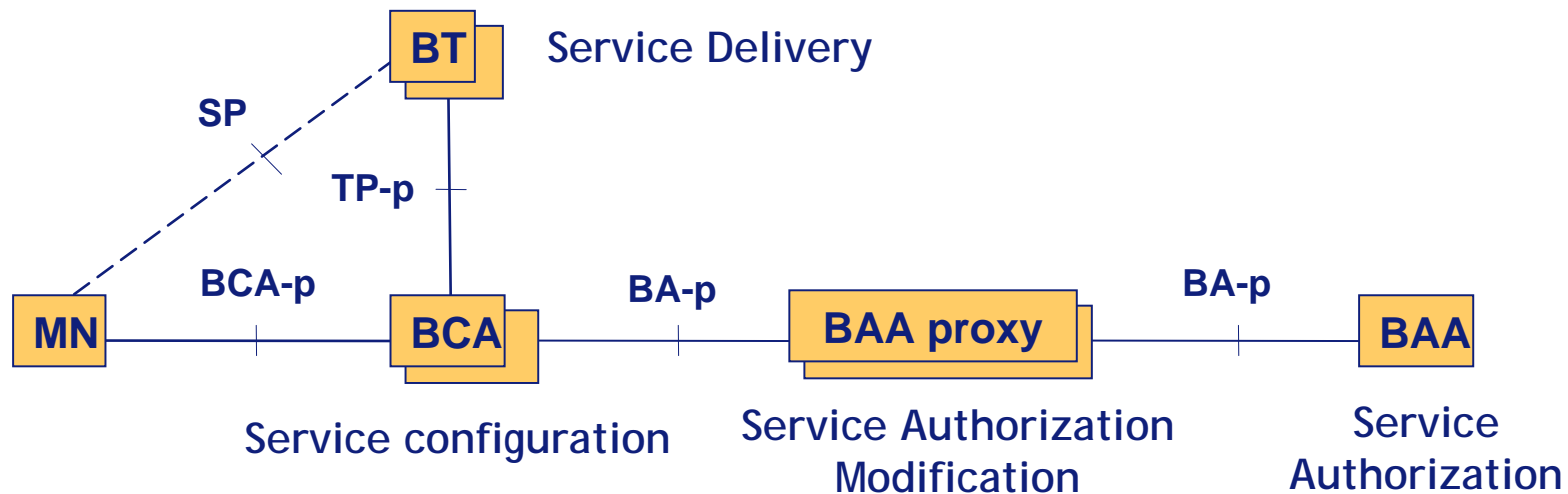 BT
Service Delivery
SP
TP-p
BCA-p
BA-p
BA-p
MN
BCA
BAA proxy
BAA
Service configuration
Service Authorization
Modification
Service
Authorization